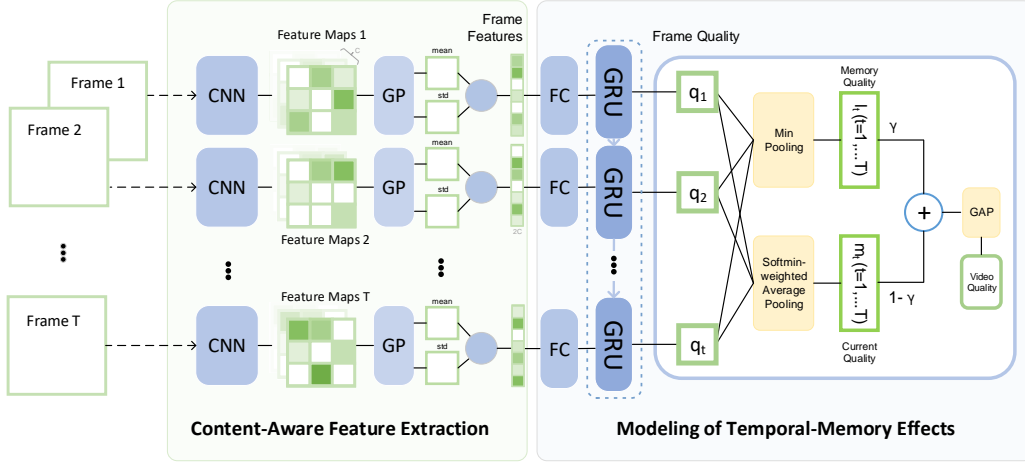 Frame 1
Frame 2
Frame T
CNN
Feature Maps 1
C
GP
mean
std
Frame
Features
CNN
GP
mean
std
Feature Maps 2
2C
CNN
Feature Maps T
GP
mean
std
Content-Aware Feature Extraction
FC
GRU
Frame Quality
q1
FC
GRU
q2
FC
GRU
qt
Min
Pooling
Softmin-
weighted
Average
Pooling
Memory
Quality
lt (t=1
,...T)
γ
mt (t=1,
...T)
Current
Quality
1- γ
+
GAP
Video
Quality
Modeling of Temporal-Memory Effects